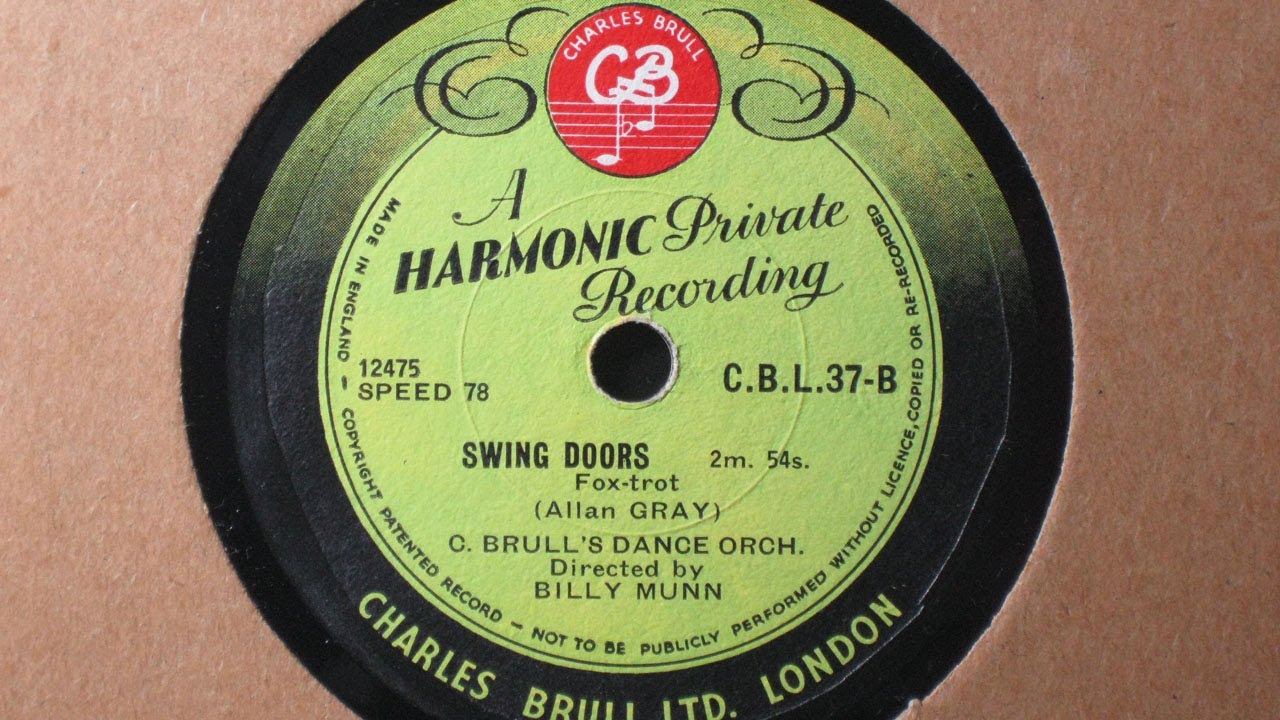 CHARLES BRULL
CB
A
HARMONIC Private
Recording
12475
SPEED 78
C.B.L.37-B
SWING DOORS 2m. 54s.
Fox-trot
(Allan GRAY)
C. BRULL'S DANCE ORCH.
Directed by
BILLY MUNN
MADE IN ENGLAND – COPYRIGHT PATENTED RECORD – NOT TO BE PUBLICLY PERFORMED WITHOUT LICENCE, COPIED OR RE-RECORDED
CHARLES BRULL LTD. LONDON